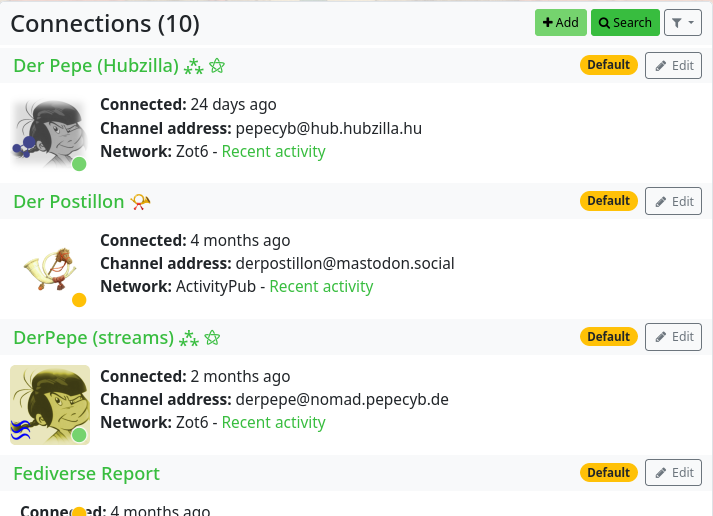 Connections (10)
Add
Search
Der Pepe (Hubzilla)
Default
Edit
Connected: 24 days ago
Channel address: pepecyb@hub.hubzilla.hu
Network: Zot6 - Recent activity
Der Postillon
Default
Edit
Connected: 4 months ago
Channel address: derpostillon@mastodon.social
Network: ActivityPub - Recent activity
DerPepe (streams)
Default
Edit
Connected: 2 months ago
Channel address: derpepe@nomad.pepecyb.de
Network: Zot6 - Recent activity
Fediverse Report
Default
Edit
Connected: 4 months ago